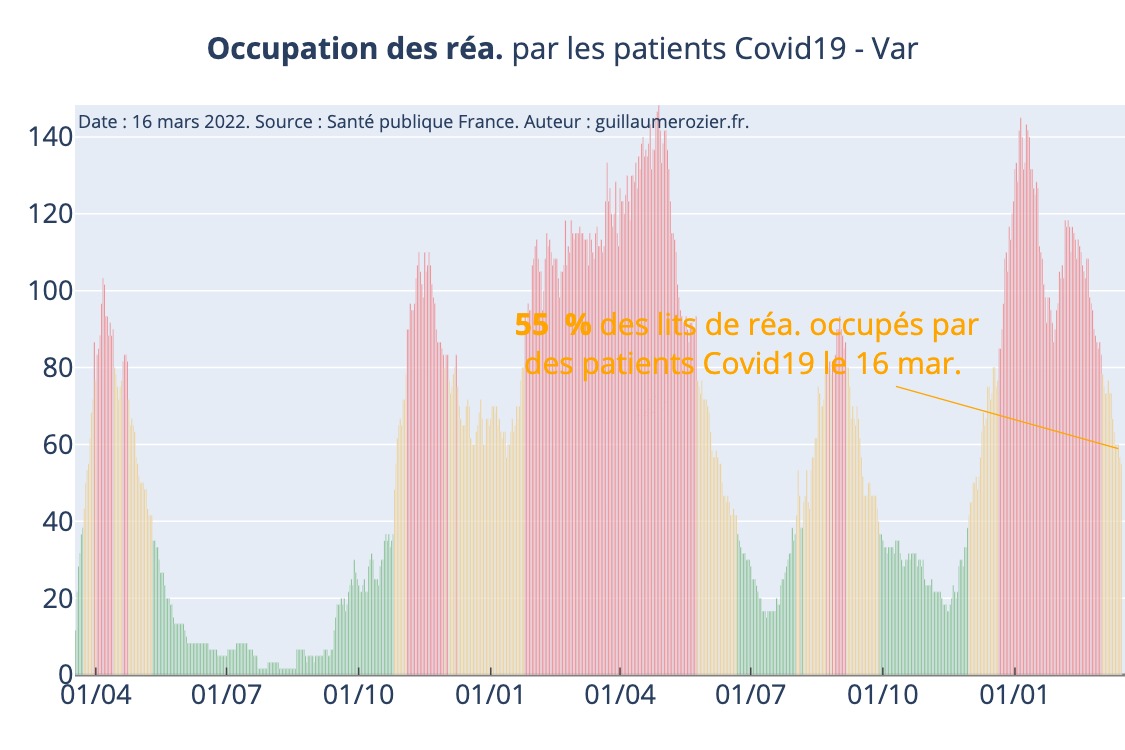 Occupation des réa. par les patients Covid19 - Var
Date : 16 mars 2022. Source : Santé publique France. Auteur : guillaumerozier.fr.
140
120
100
80
60
40
20
0
55 % des lits de réa. occupés par
des patients Covid19 le 16 mar.
01/04 01/07 01/10 01/01 01/04 01/07 01/10 01/01